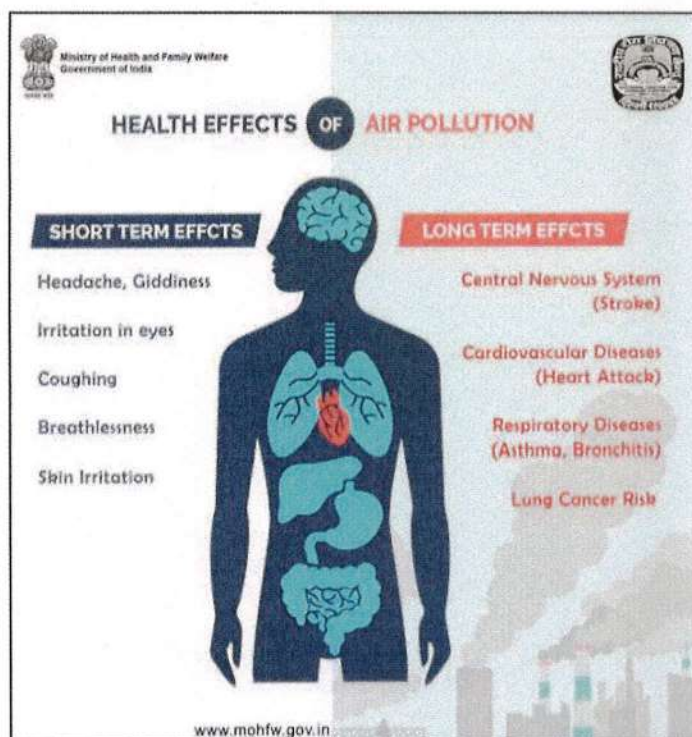 Ministry of Health and Family Welfare
Government of India
HEALTH EFFECTS OF AIR POLLUTION
SHORT TERM EFFCTS
Headache, Giddiness
Irritation in eyes
Coughing
Breathlessness
Skin Irritation
LONG TERM EFFCTS
Central Nervous System
(Stroke)
Cardiovascular Diseases
(Heart Attack)
Respiratory Diseases
(Asthma, Bronchitis)
Lung Cancer Risk
www.mohfw.gov.in